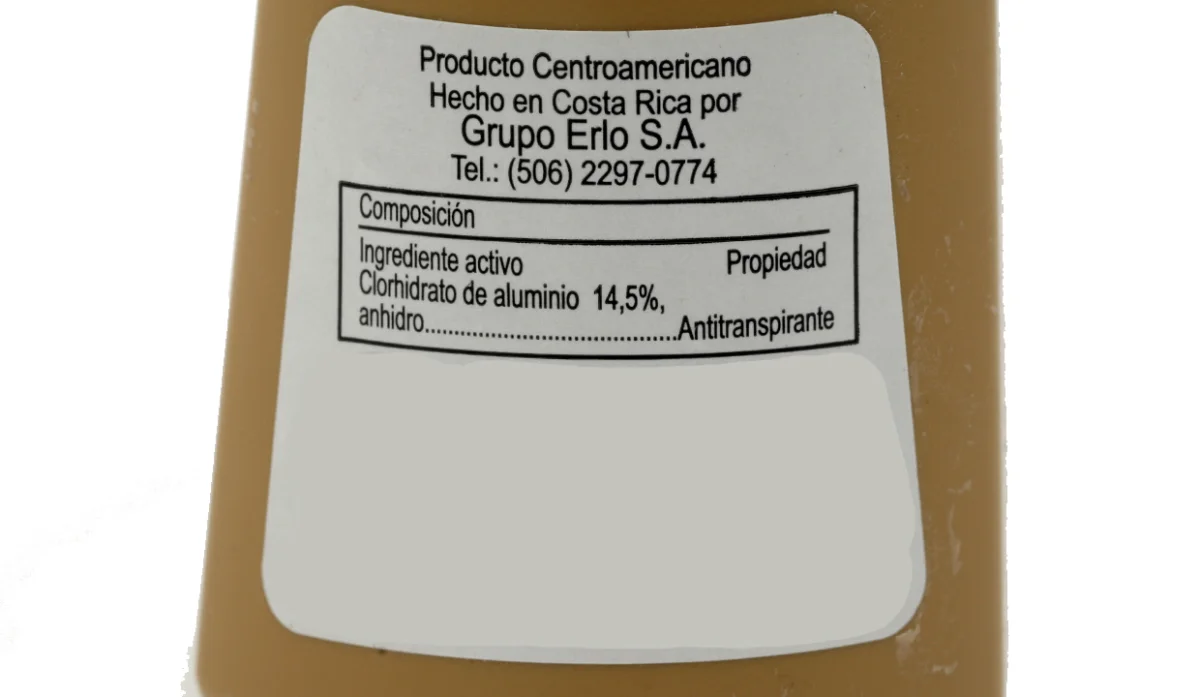 Producto Centroamericano
Hecho en Costa Rica por
Grupo Erlo S.A.
Tel.: (506) 2297-0774
Composición
Ingrediente activo Propiedad
Clorhidrato de aluminio 14,5%,
anhidro..........................................Antitranspirante